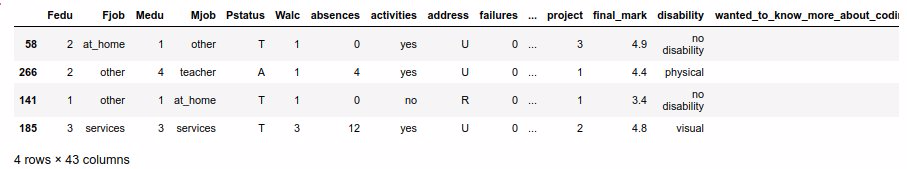 Fedu Fjob Medu Mjob Pstatus Walc absences activities address failures ... project final_mark disability wanted_to_know_more_about_codin
58 2 at_home 1 other T 1 0 yes U 0 ... 3 4.9 no disability
266 2 other 4 teacher A 1 4 yes U 0 ... 1 4.4 physical
141 1 other 1 at_home T 1 0 no R 0 ... 1 3.4 no disability
185 3 services 3 services T 3 12 yes U 0 ... 2 4.8 visual
4 rows × 43 columns